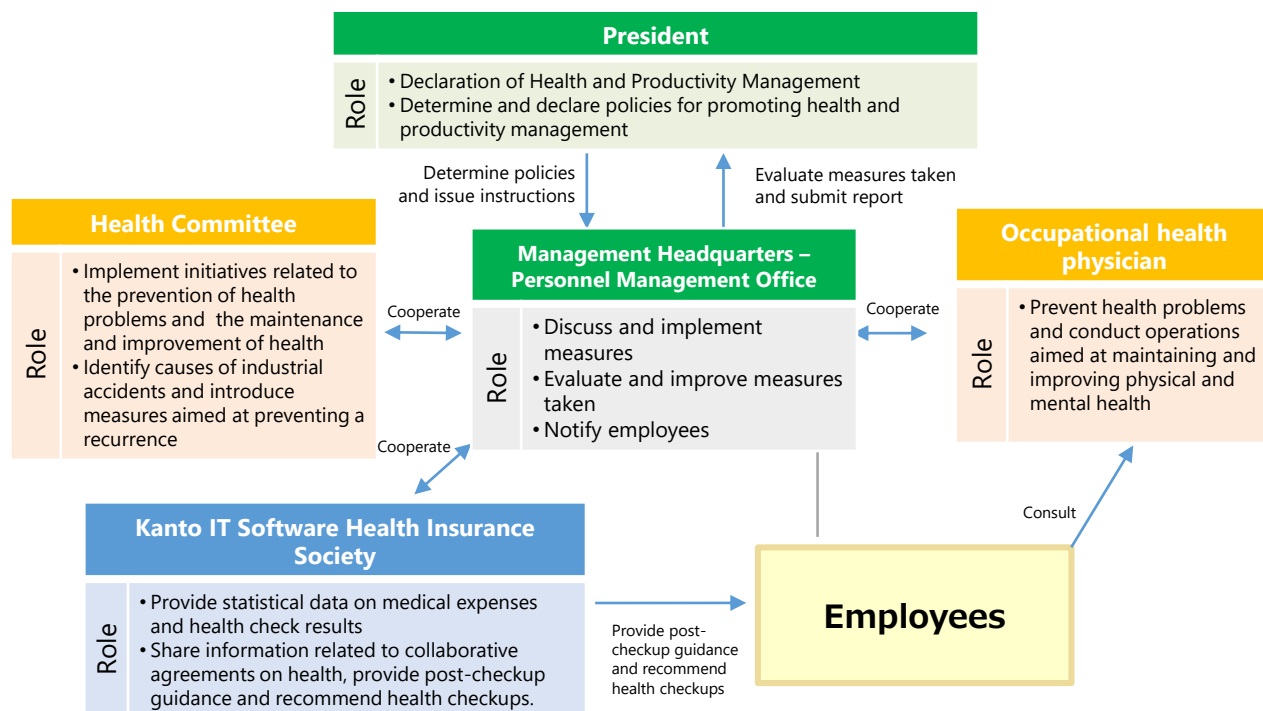 President
Role
• Declaration of Health and Productivity Management
• Determine and declare policies for promoting health and
productivity management
Determine policies
and issue instructions
Evaluate measures taken
and submit report
Health Committee
Role
• Implement initiatives related to
the prevention of health
problems and the maintenance
and improvement of health
• Identify causes of industrial
accidents and introduce
measures aimed at preventing a
recurrence
Cooperate
Management Headquarters –
Personnel Management Office
Role
• Discuss and implement
measures
• Evaluate and improve measures
taken
• Notify employees
Cooperate
Occupational health
physician
Role
• Prevent health problems
and conduct operations
aimed at maintaining and
improving physical and
mental health
Cooperate
Kanto IT Software Health Insurance
Society
Role
• Provide statistical data on medical expenses
and health check results
• Share information related to collaborative
agreements on health, provide post-checkup
guidance and recommend health checkups.
Provide post-
checkup guidance
and recommend
health checkups
Employees
Consult